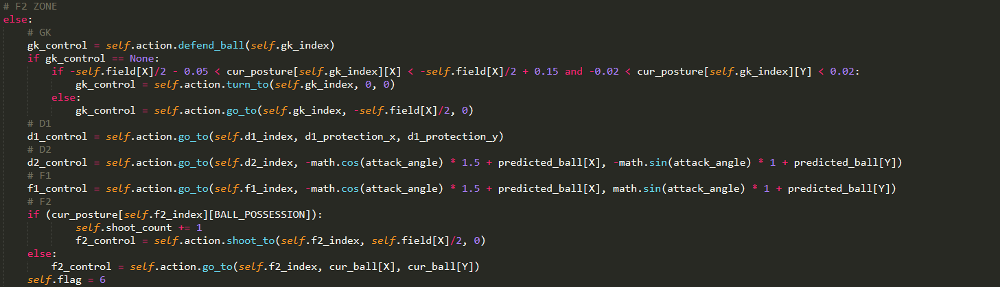 # F2 ZONE
else:
    # GK
    gk_control = self.action.defend_ball(self.gk_index)
    if gk_control == None:
        if -self.field[X]/2 - 0.05 < cur_posture[self.gk_index][X] < -self.field[X]/2 + 0.15 and -0.02 < cur_posture[self.gk_index][Y] < 0.02:
            gk_control = self.action.turn_to(self.gk_index, 0, 0)
        else:
            gk_control = self.action.go_to(self.gk_index, -self.field[X]/2, 0)
    # D1
    d1_control = self.action.go_to(self.d1_index, d1_protection_x, d1_protection_y)
    # D2
    d2_control = self.action.go_to(self.d2_index, -math.cos(attack_angle) * 1.5 + predicted_ball[X], -math.sin(attack_angle) * 1 + predicted_ball[Y])
    # F1
    f1_control = self.action.go_to(self.f1_index, -math.cos(attack_angle) * 1.5 + predicted_ball[X], math.sin(attack_angle) * 1 + predicted_ball[Y])
    # F2
    if (cur_posture[self.f2_index][BALL_POSSESSION]):
            self.shoot_count += 1
            f2_control = self.action.shoot_to(self.f2_index, self.field[X]/2, 0)
    else:
        f2_control = self.action.go_to(self.f2_index, cur_ball[X], cur_ball[Y])
    self.flag = 6